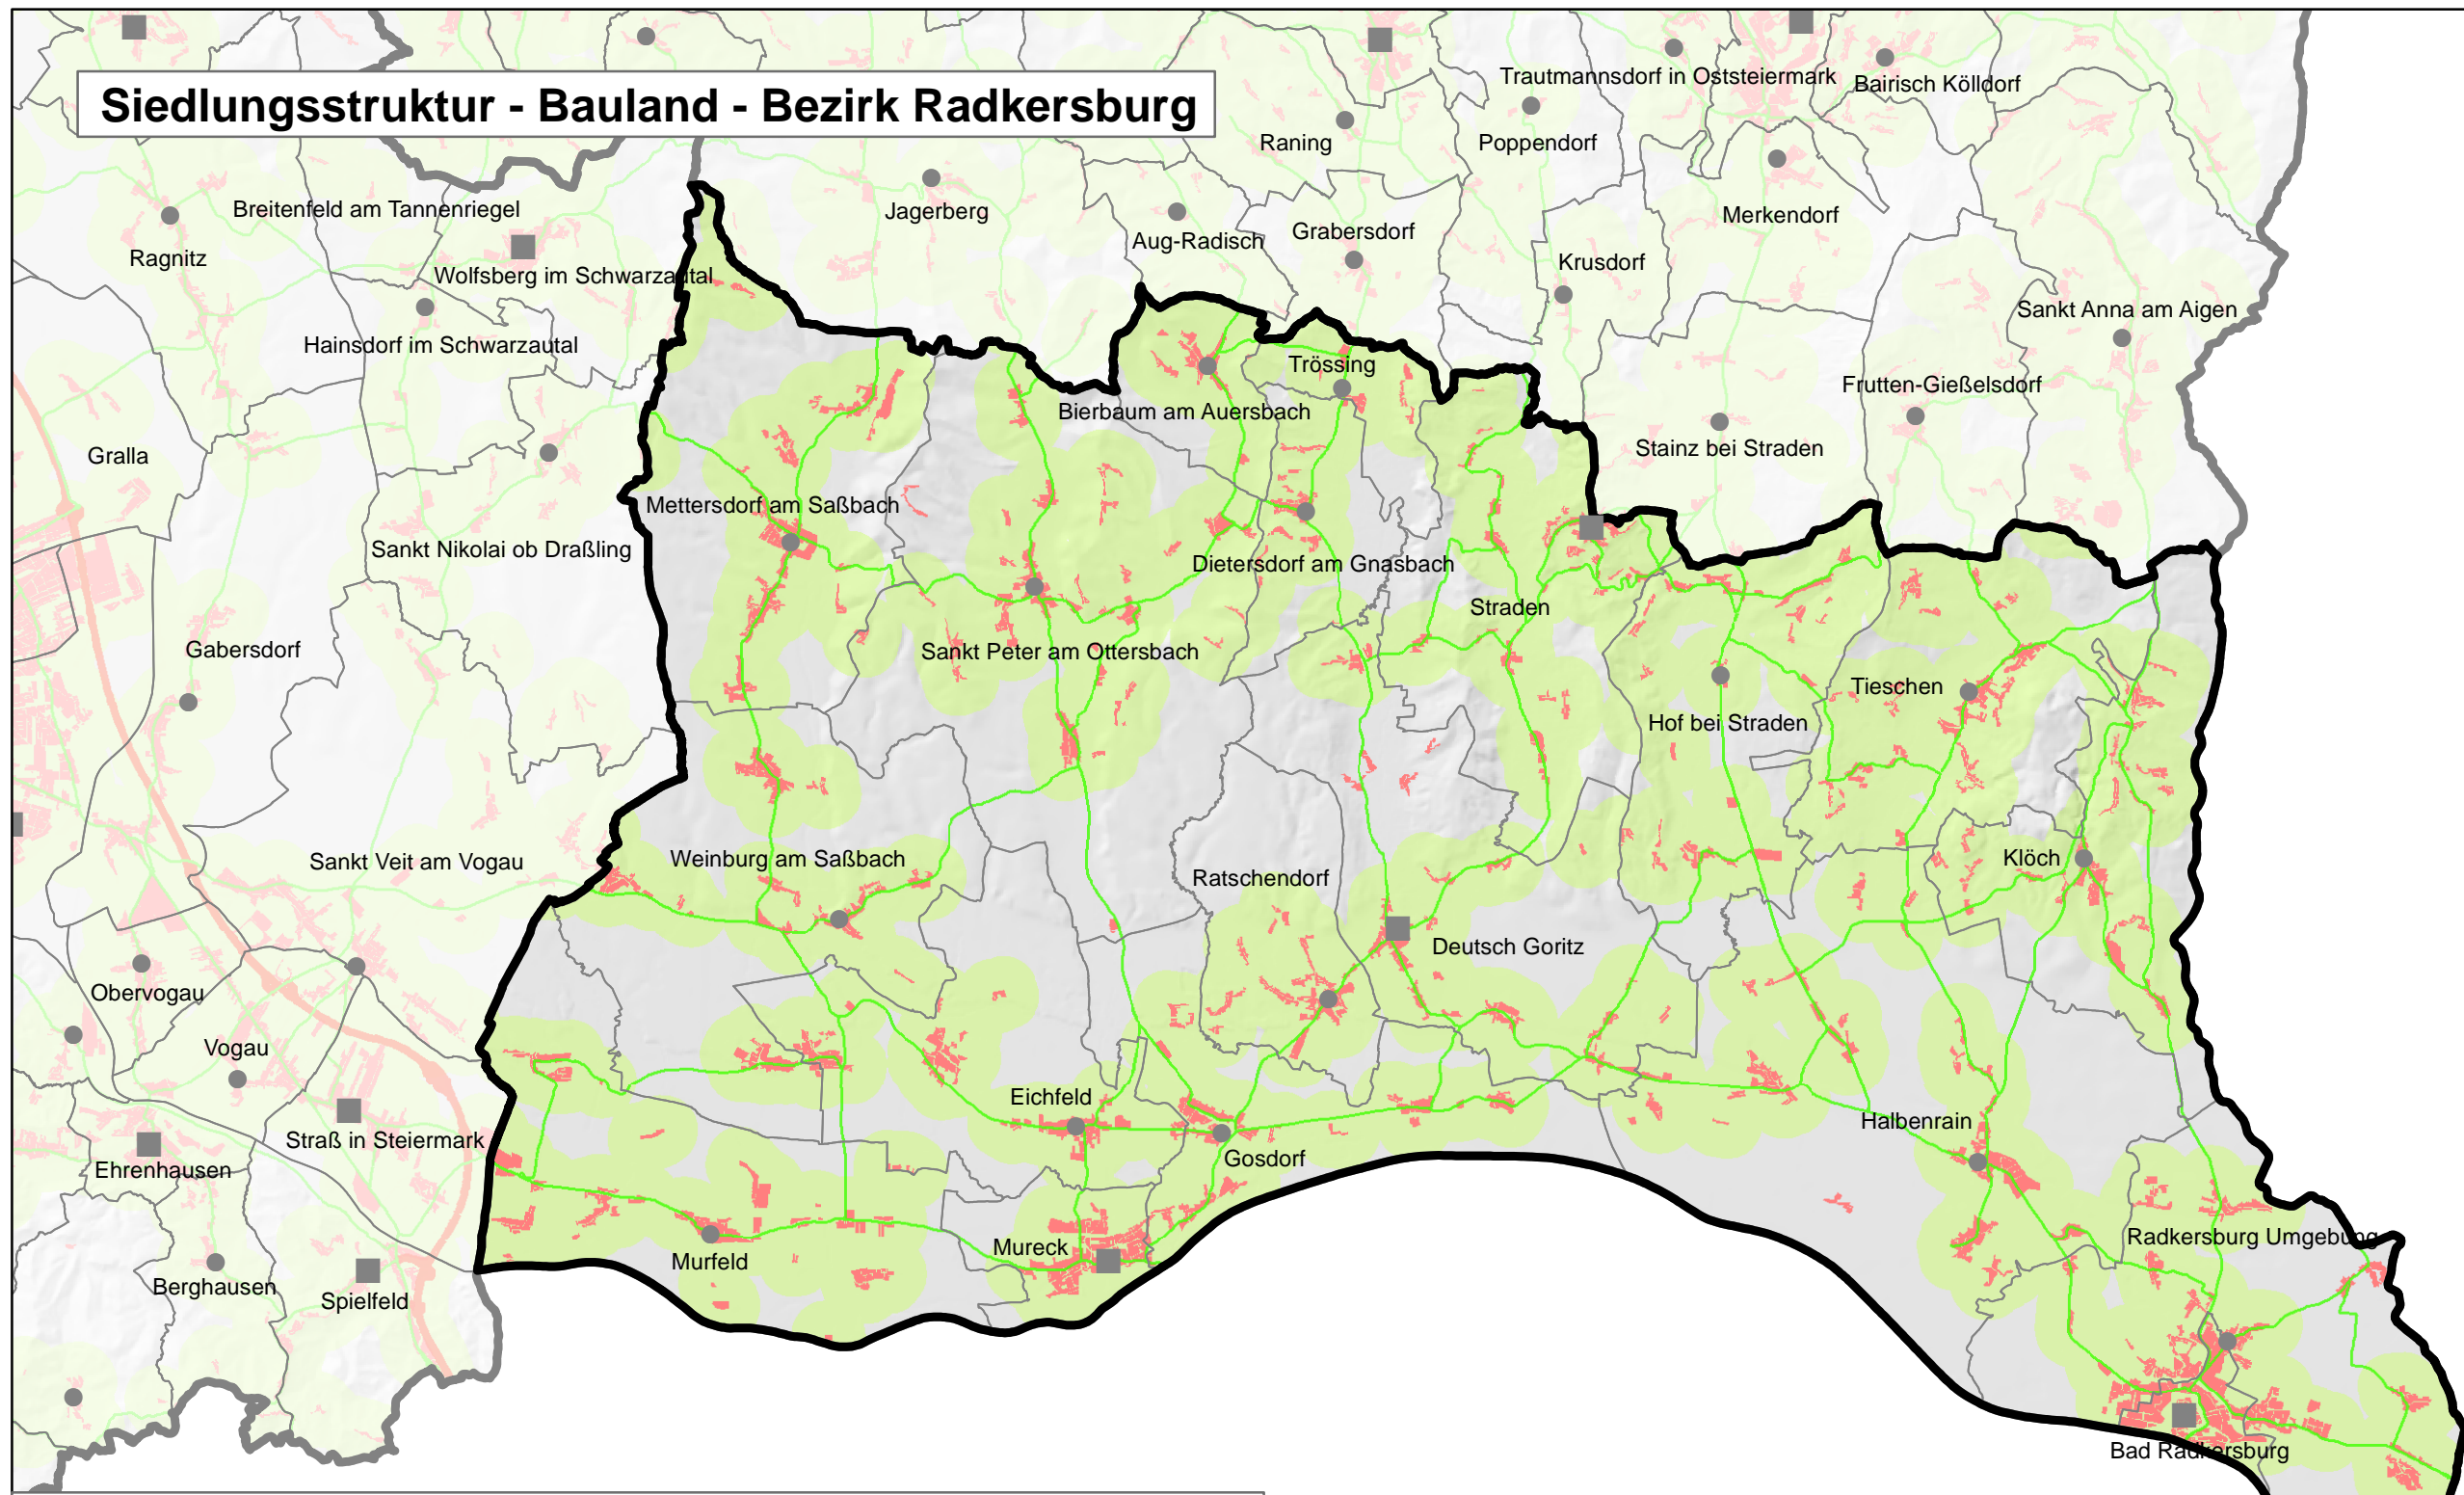 Siedlungsstruktur - Bauland - Bezirk Radkersburg
Trautmannsdorf in Oststeiermark
Bairisch Kölldorf
Raning
Poppendorf
Breitenfeld am Tannenriegel
Jagerberg
Merkendorf
Aug-Radisch
Grabersdorf
Ragnitz
Krusdorf
Wolfsberg im Schwarzautal
Sankt Anna am Aigen
Hainsdorf im Schwarzautal
Trössing
Frutten-Gießelsdorf
Bierbaum am Auersbach
Gralla
Stainz bei Straden
Mettersdorf am Saßbach
Sankt Nikolai ob Draßling
Dietersdorf am Gnasbach
Straden
Gabersdorf
Sankt Peter am Ottersbach
Tieschen
Hof bei Straden
Sankt Veit am Vogau
Weinburg am Saßbach
Klöch
Ratschendorf
Deutsch Goritz
Obervogau
Vogau
Eichfeld
Halbenrain
Straß in Steiermark
Gosdorf
Ehrenhausen
Radkersburg Umgebung
Mureck
Murfeld
Berghausen
Spielfeld
Bad Radkersburg